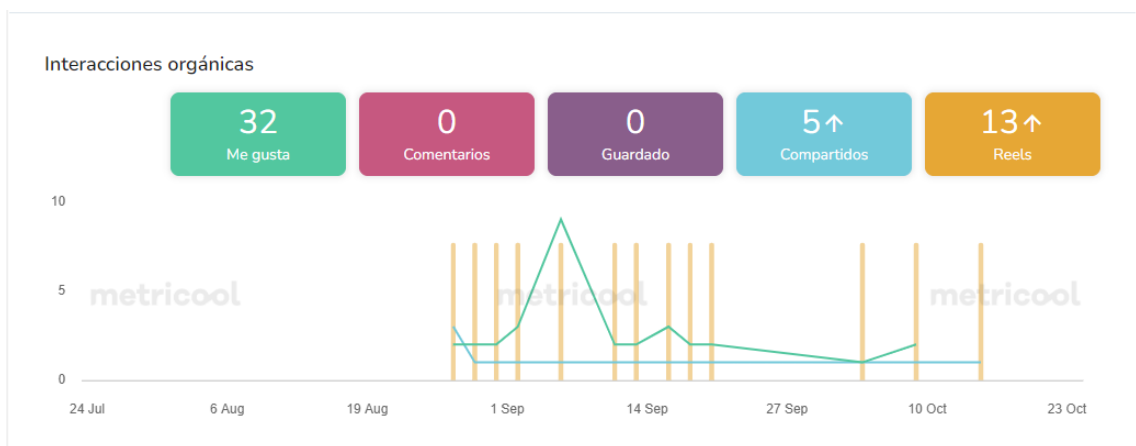 Interacciones orgánicas
32
Me gusta
0
Comentarios
0
Guardado
5↑
Compartidos
13↑
Reels
10
5
0
metricool
metricool
metricool
24 Jul
6 Aug
19 Aug
1 Sep
14 Sep
27 Sep
10 Oct
23 Oct